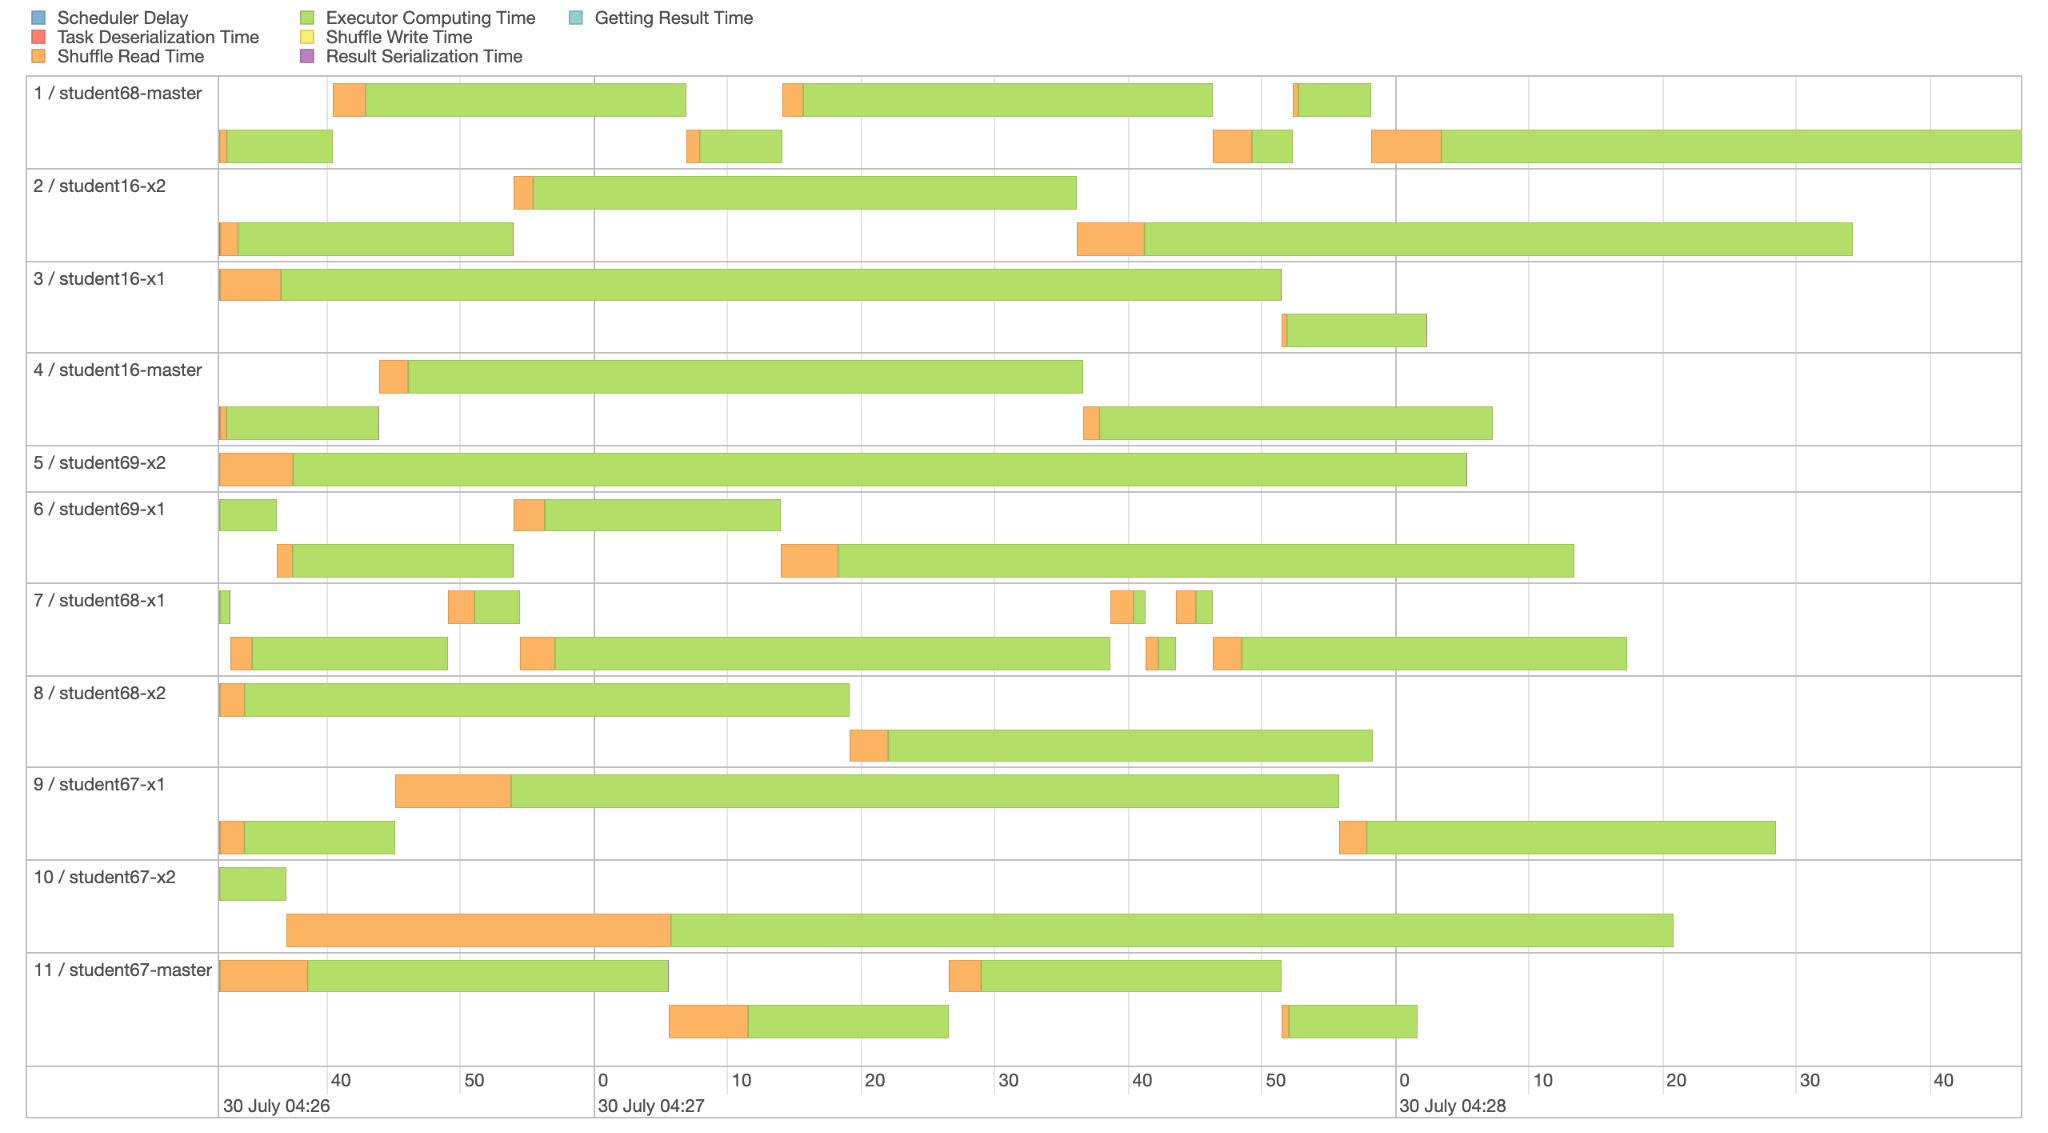 Scheduler Delay
Task Deserialization Time
Shuffle Read Time
Executor Computing Time
Shuffle Write Time
Result Serialization Time
Getting Result Time
1 / student68-master
2 / student16-x2
3 / student16-x1
4 / student16-master
5 / student69-x2
6 / student69-x1
7 / student68-x1
8 / student68-x2
9 / student67-x1
10 / student67-x2
11 / student67-master
40 50 0 10 20 30 40 50 0 10 20 30 40
30 July 04:26 30 July 04:27 30 July 04:28